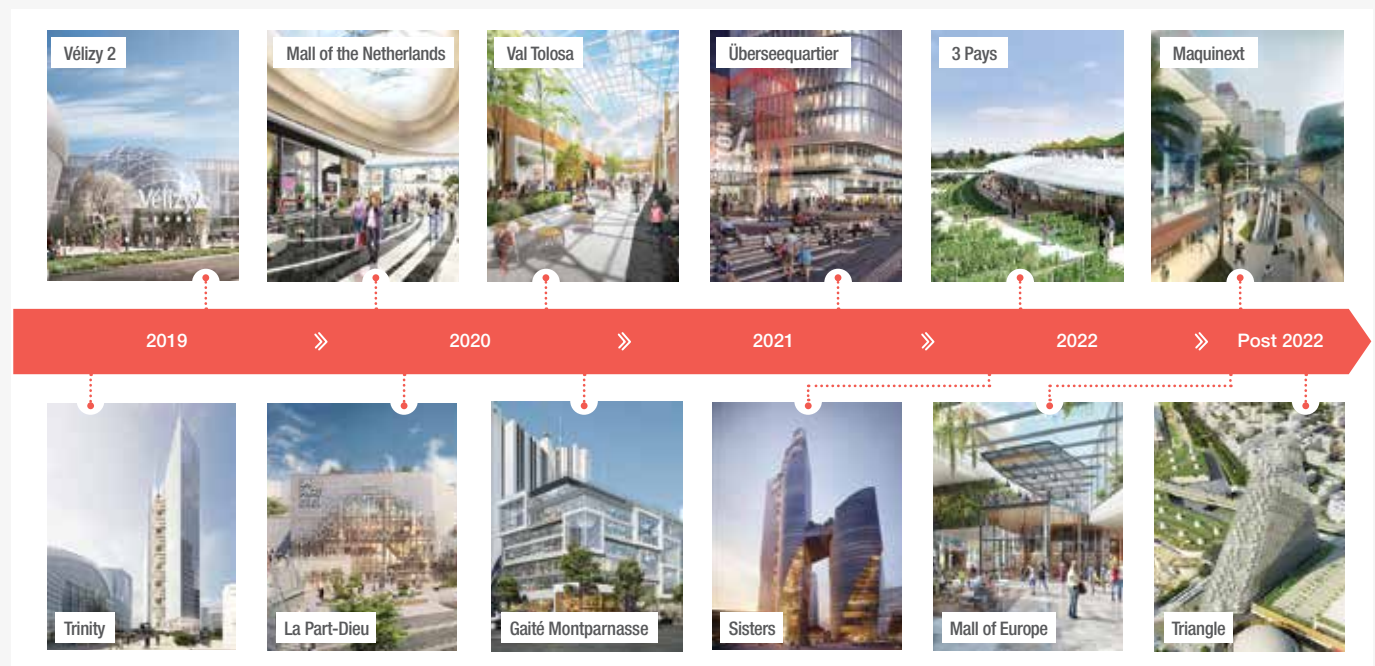 Vélizy 2
Mall of the Netherlands
Val Tolosa
Überseequartier
3 Pays
Maquinext
Vélizy2
2019
2020
2021
2022
Post 2022
Trinity
La Part-Dieu
Gaité Montparnasse
Sisters
Mall of Europe
Triangle